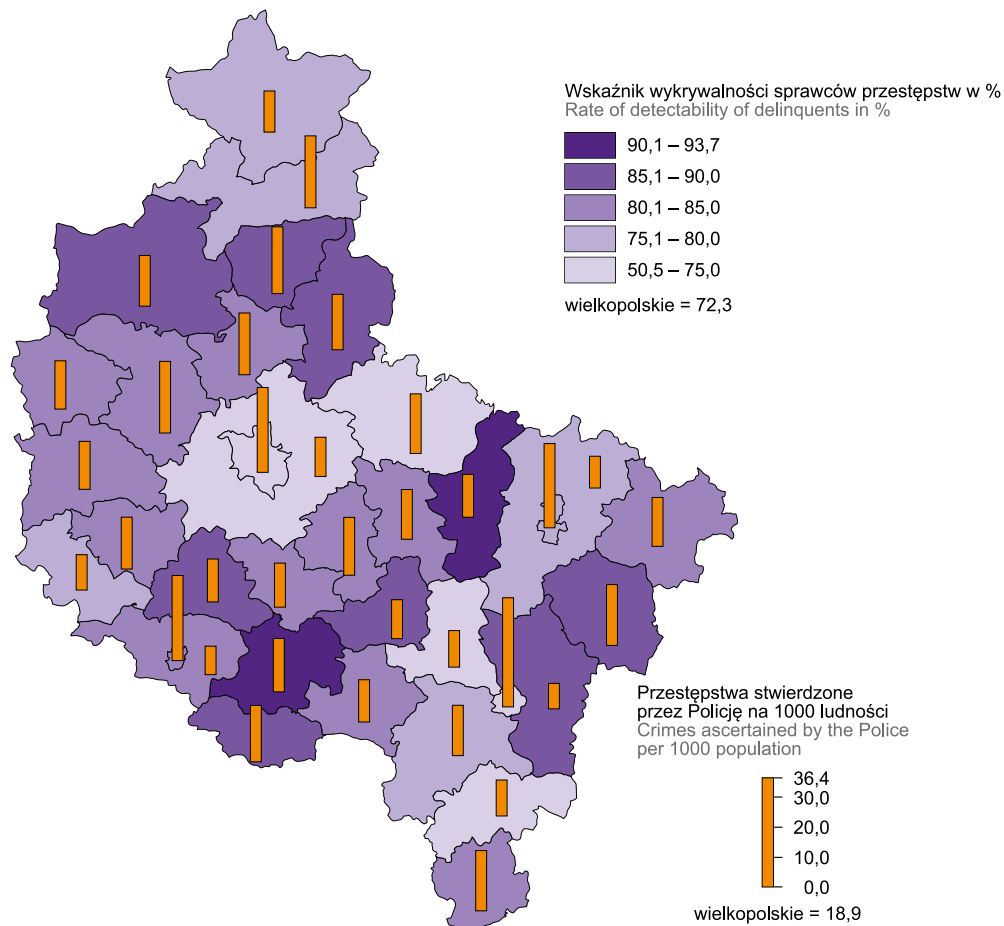 Wskaźnik wykrywalności sprawców przestępstw w %
Rate of detectability of delinquents in %
90,1 – 93,7
85,1 – 90,0
80,1 – 85,0
75,1 – 80,0
50,5 – 75,0
wielkopolskie = 72,3
Przestępstwa stwierdzone
przez Policję na 1000 ludności
Crimes ascertained by the Police
per 1000 population
36,4
30,0
20,0
10,0
0,0
wielkopolskie = 18,9